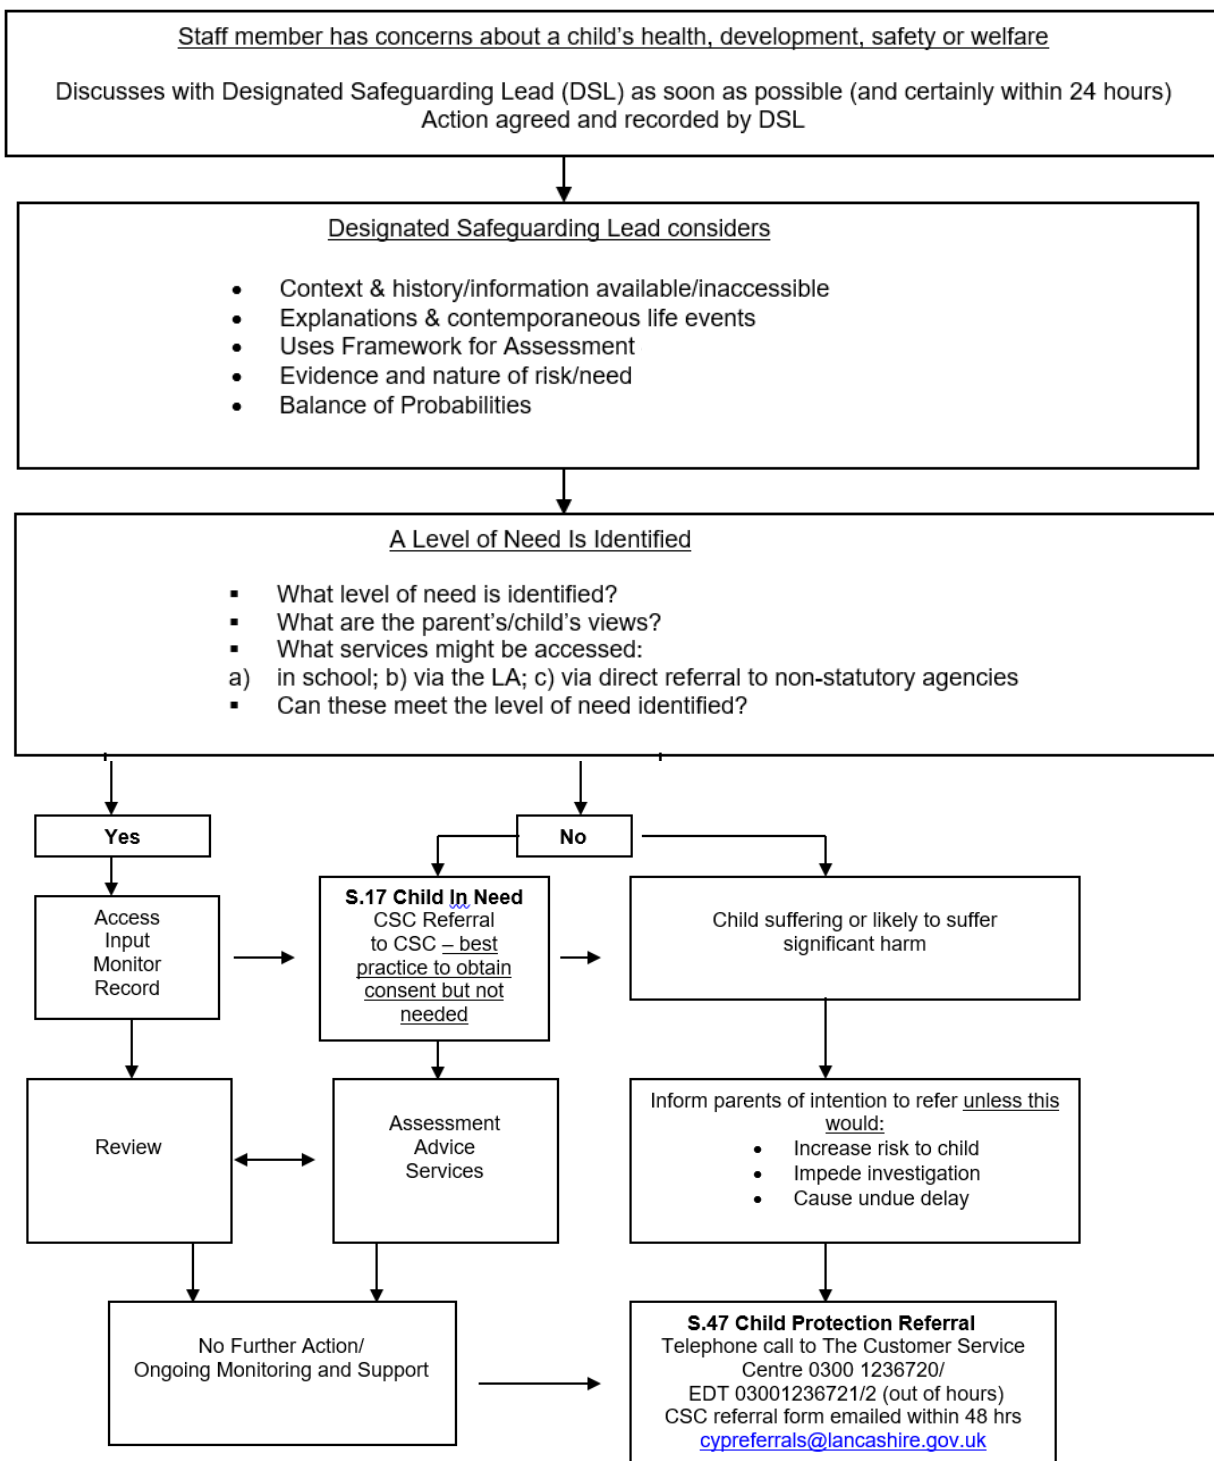 Staff member has concerns about a child's health, development, safety or welfare
Discusses with Designated Safeguarding Lead (DSL) as soon as possible (and certainly within 24 hours)
Action agreed and recorded by DSL
Designated Safeguarding Lead considers
• Context & history/information available/inaccessible
• Explanations & contemporaneous life events
• Uses Framework for Assessment
• Evidence and nature of risk/need
• Balance of Probabilities
A Level of Need Is Identified
▪ What level of need is identified?
▪ What are the parent's/child's views?
▪ What services might be accessed:
a) in school; b) via the LA; c) via direct referral to non-statutory agencies
▪ Can these meet the level of need identified?
Yes
No
Access
Input
Monitor
Record
S.17 Child In Need
CSC Referral
to CSC – best
practice to obtain
consent but not
needed
Child suffering or likely to suffer
significant harm
Review
Assessment
Advice
Services
Inform parents of intention to refer unless this
would:
• Increase risk to child
• Impede investigation
• Cause undue delay
No Further Action/
Ongoing Monitoring and Support
S.47 Child Protection Referral
Telephone call to The Customer Service
Centre 0300 1236720/
EDT 03001236721/2 (out of hours)
CSC referral form emailed within 48 hrs
cypreferrals@lancashire.gov.uk